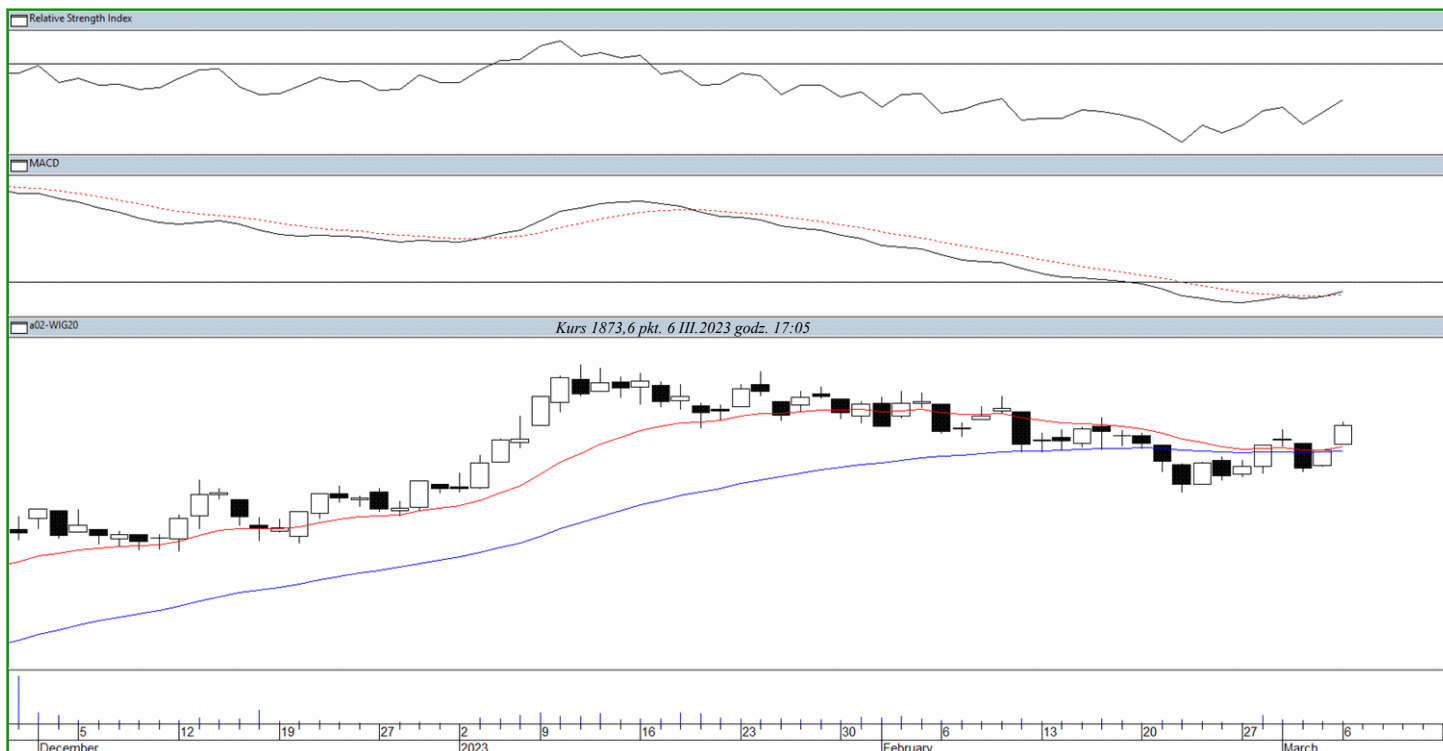 Relative Strength Index
MACD
a02-WIG20
Kurs 1873,6 pkt. 6 III.2023 godz. 17:05
5 12 19 27 2 9 16 23 30 6 13 20 27 6
December 2023 February March